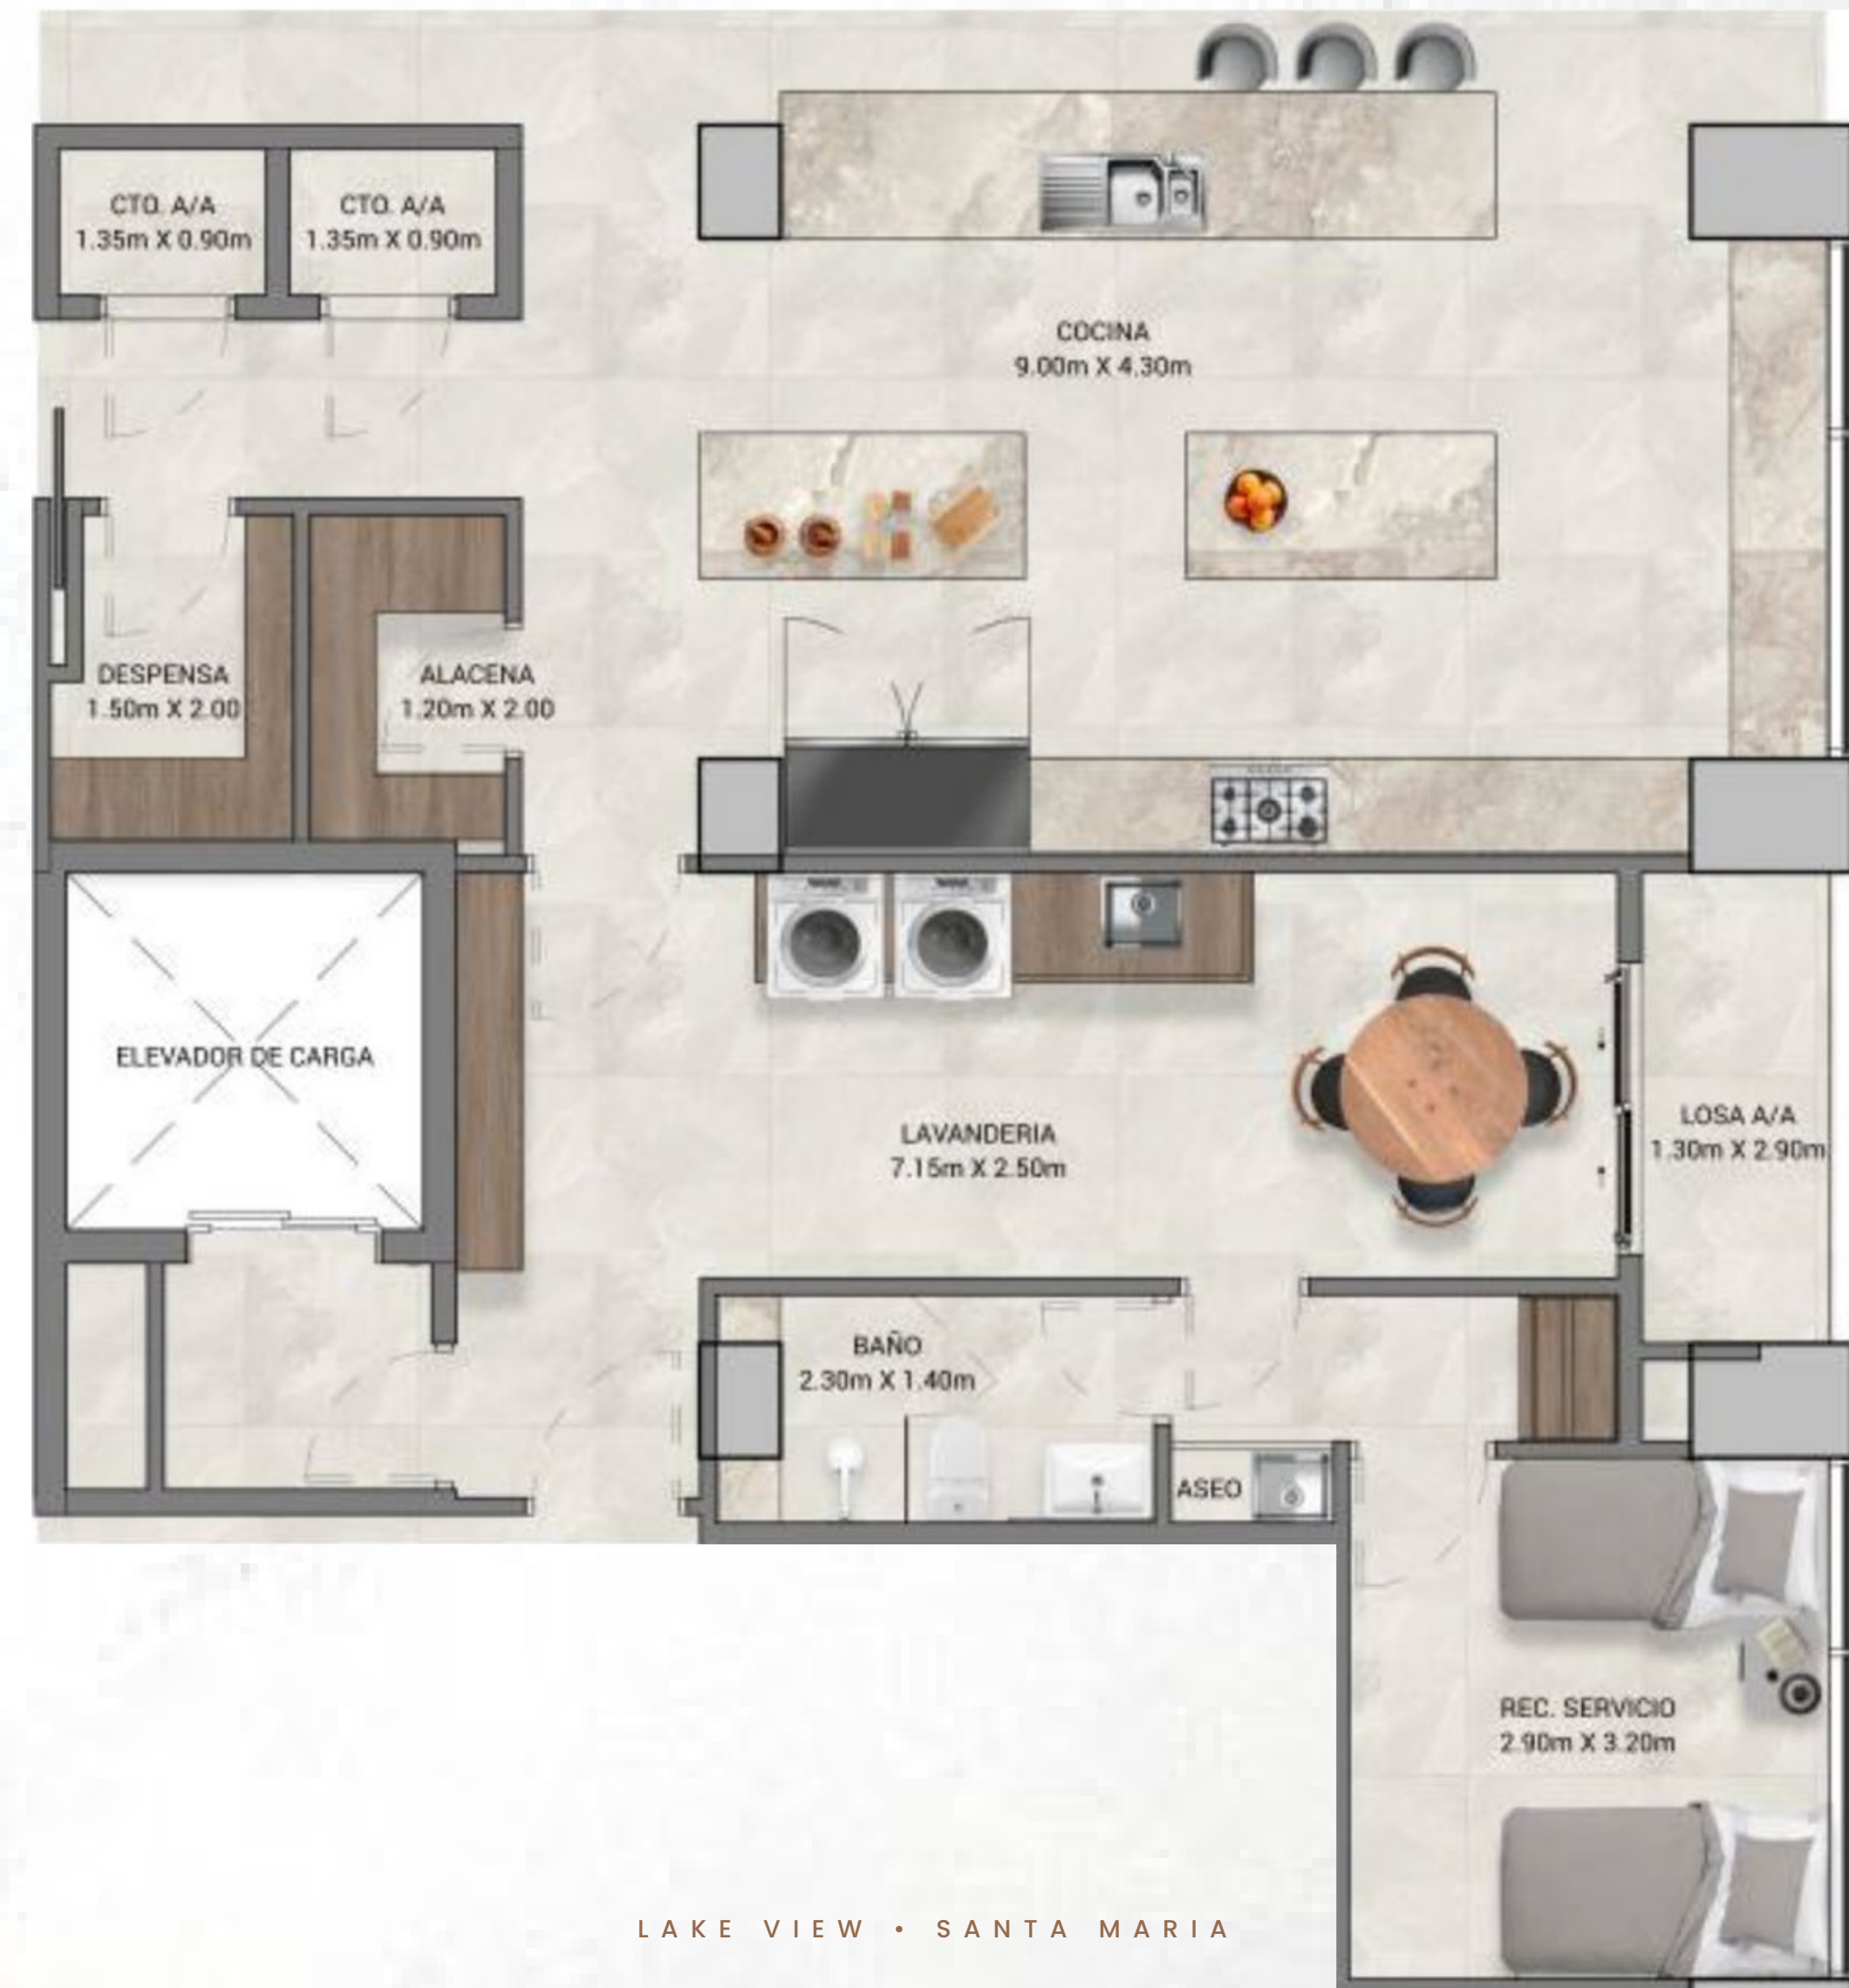 CTO. A/A
1.35m X 0.90m
CTO. A/A
1.35m X 0.90m
COCINA
9.00m X 4.30m
DESPENSA
1.50m X 2.00
ALACENA
1.20m X 2.00
ELEVADOR DE CARGA
LAVANDERIA
7.15m X 2.50m
LOSA A/A
1.30m X 2.90m
BAÑO
2.30m X 1.40m
ASEO
REC. SERVICIO
2.90m X 3.20m
LAKE VIEW • SANTA MARIA